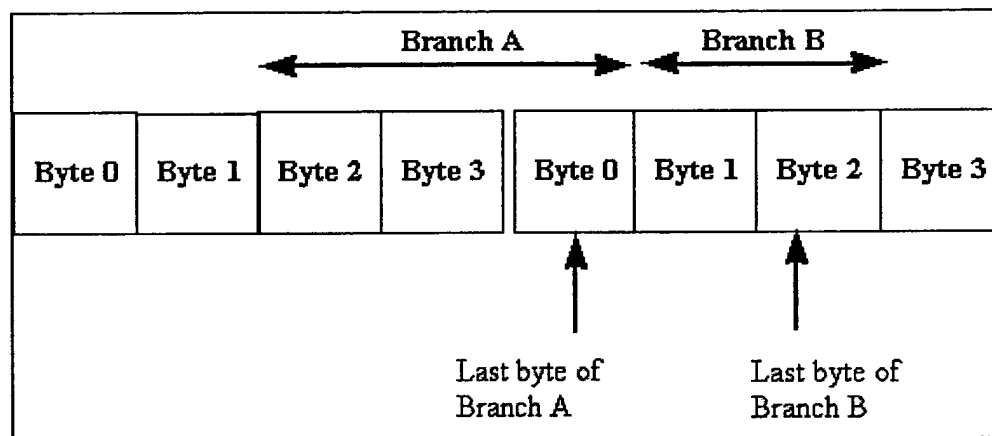 Branch A Branch B
Byte 0 Byte 1 Byte 2 Byte 3 Byte 0 Byte 1 Byte 2 Byte 3
Last byte of Last byte of
Branch A Branch B